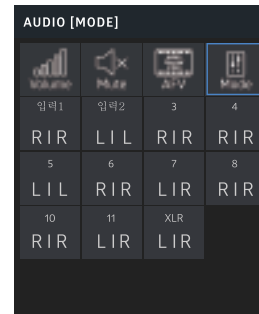 AUDIO [MODE]
Volume Mute AFV Mode
입력1 입력2 3 4
RIR LIL RIR RIR
5 6 7 8
LIL RIR LIR RIR
10 11 XLR
RIR LIR LIR